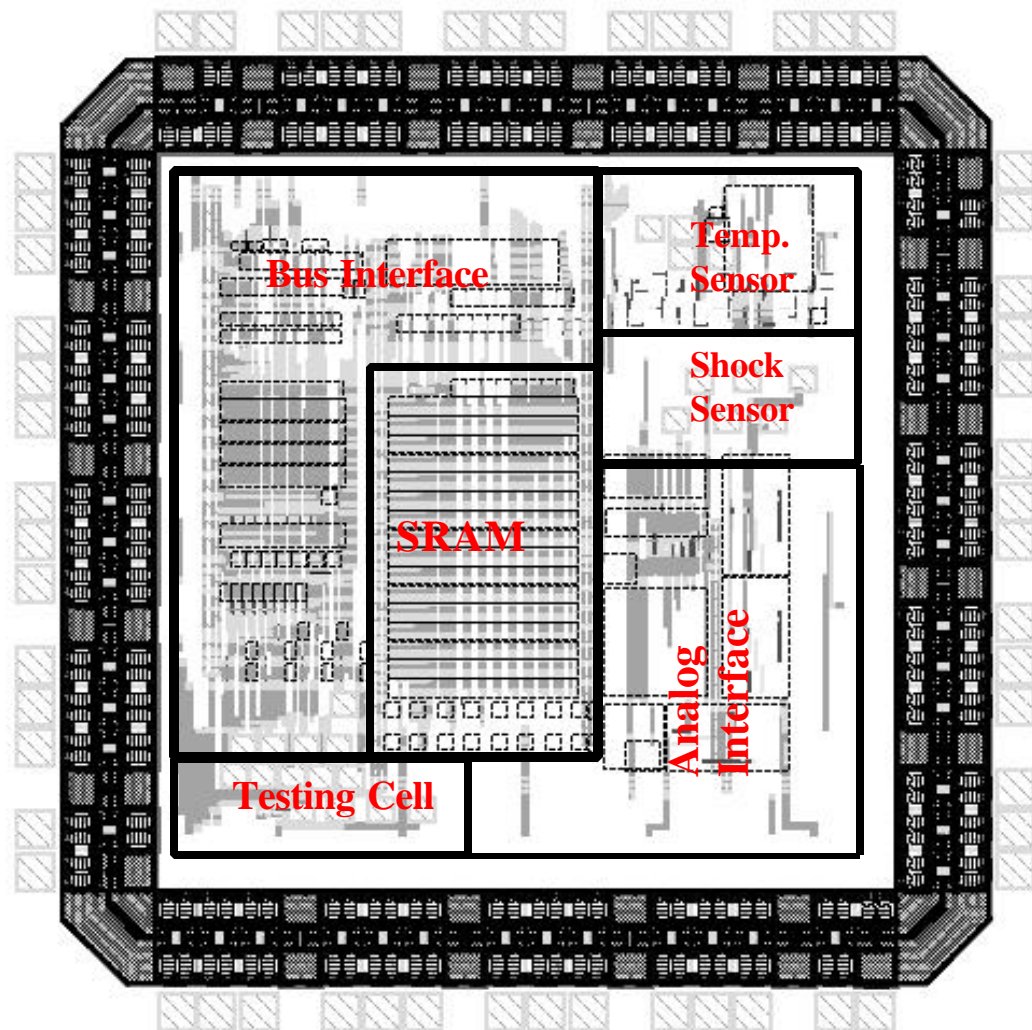 Bus Interface
Temp.
Sensor
Shock
Sensor
SRAM
Analog
Interface
Testing Cell